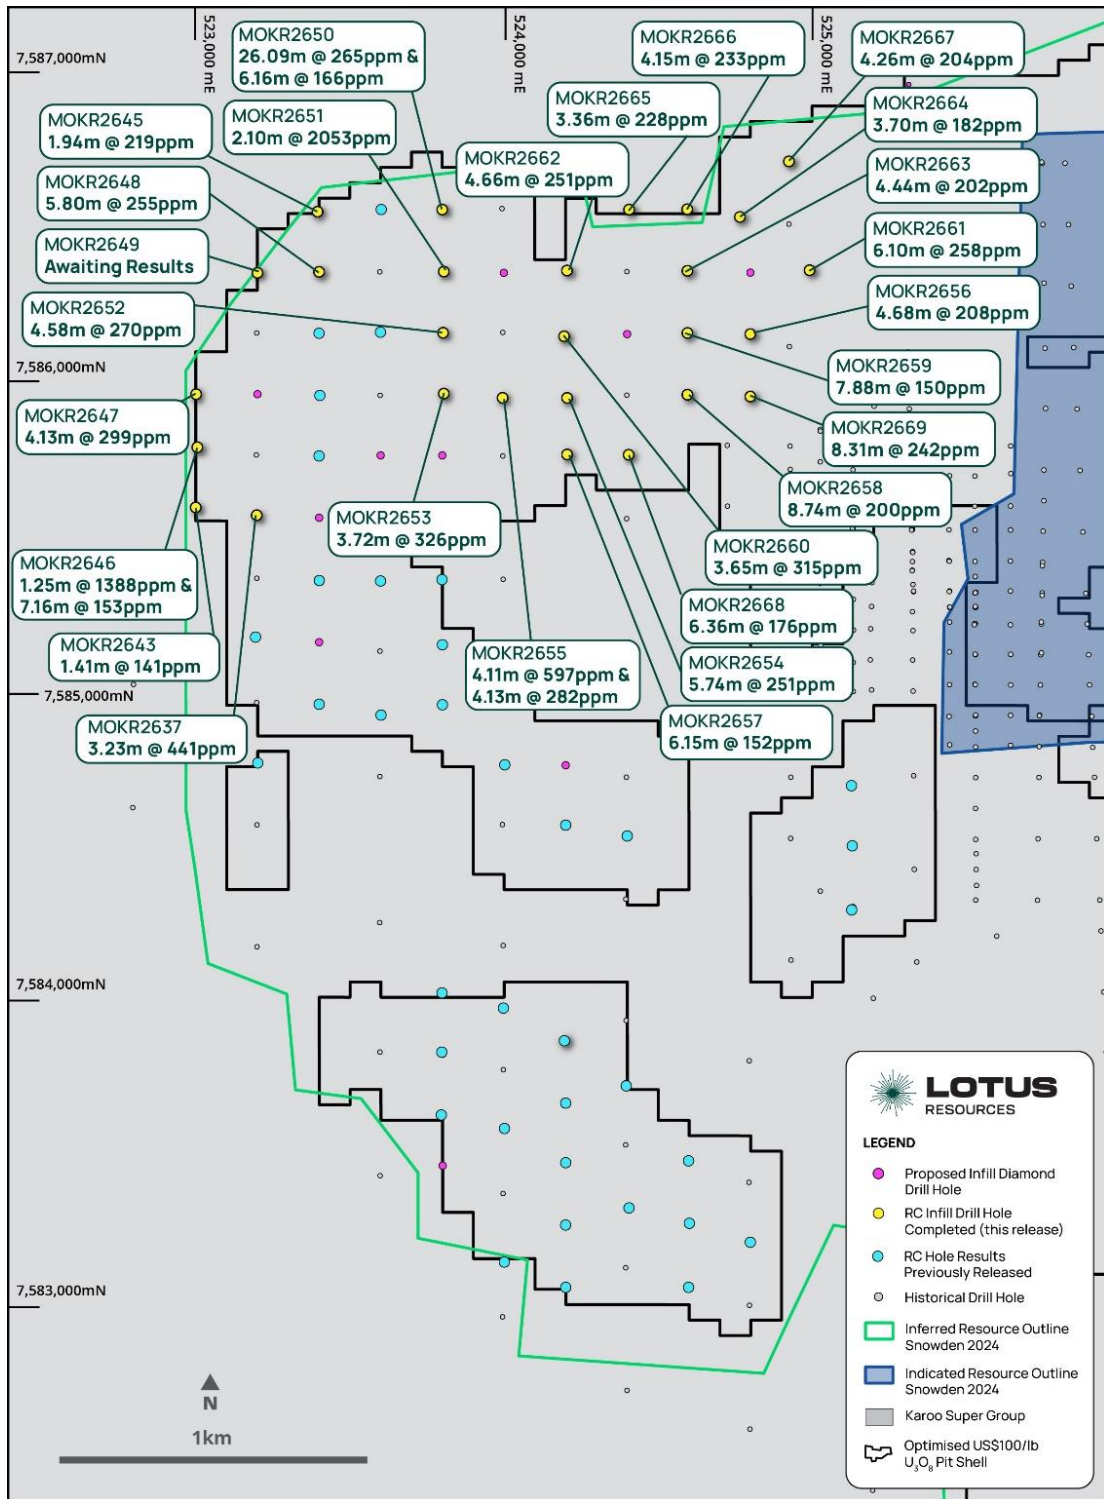 523,000 mE
524,000 mE
525,000 mE
7,587,000mN
7,586,000mN
7,585,000mN
7,584,000mN
7,583,000mN
MOKR2650
26.09m @ 265ppm &
6.16m @ 166ppm
MOKR2666
4.15m @ 233ppm
MOKR2667
4.26m @ 204ppm
MOKR2645
1.94m @ 219ppm
MOKR2651
2.10m @ 2053ppm
MOKR2665
3.36m @ 228ppm
MOKR2664
3.70m @ 182ppm
MOKR2648
5.80m @ 255ppm
MOKR2662
4.66m @ 251ppm
MOKR2663
4.44m @ 202ppm
MOKR2649
Awaiting Results
MOKR2661
6.10m @ 258ppm
MOKR2652
4.58m @ 270ppm
MOKR2656
4.68m @ 208ppm
MOKR2659
7.88m @ 150ppm
MOKR2647
4.13m @ 299ppm
MOKR2669
8.31m @ 242ppm
MOKR2658
8.74m @ 200ppm
MOKR2653
3.72m @ 326ppm
MOKR2660
3.65m @ 315ppm
MOKR2646
1.25m @ 1388ppm &
7.16m @ 153ppm
MOKR2668
6.36m @ 176ppm
MOKR2643
1.41m @ 141ppm
MOKR2655
4.11m @ 597ppm &
4.13m @ 282ppm
MOKR2654
5.74m @ 251ppm
MOKR2637
3.23m @ 441ppm
MOKR2657
6.15m @ 152ppm
LOTUS
RESOURCES
LEGEND
Proposed Infill Diamond
Drill Hole
RC Infill Drill Hole
Completed (this release)
RC Hole Results
Previously Released
Historical Drill Hole
Inferred Resource Outline
Snowden 2024
Indicated Resource Outline
Snowden 2024
Karoo Super Group
Optimised US$100/lb
U₃O₈ Pit Shell
N
1km